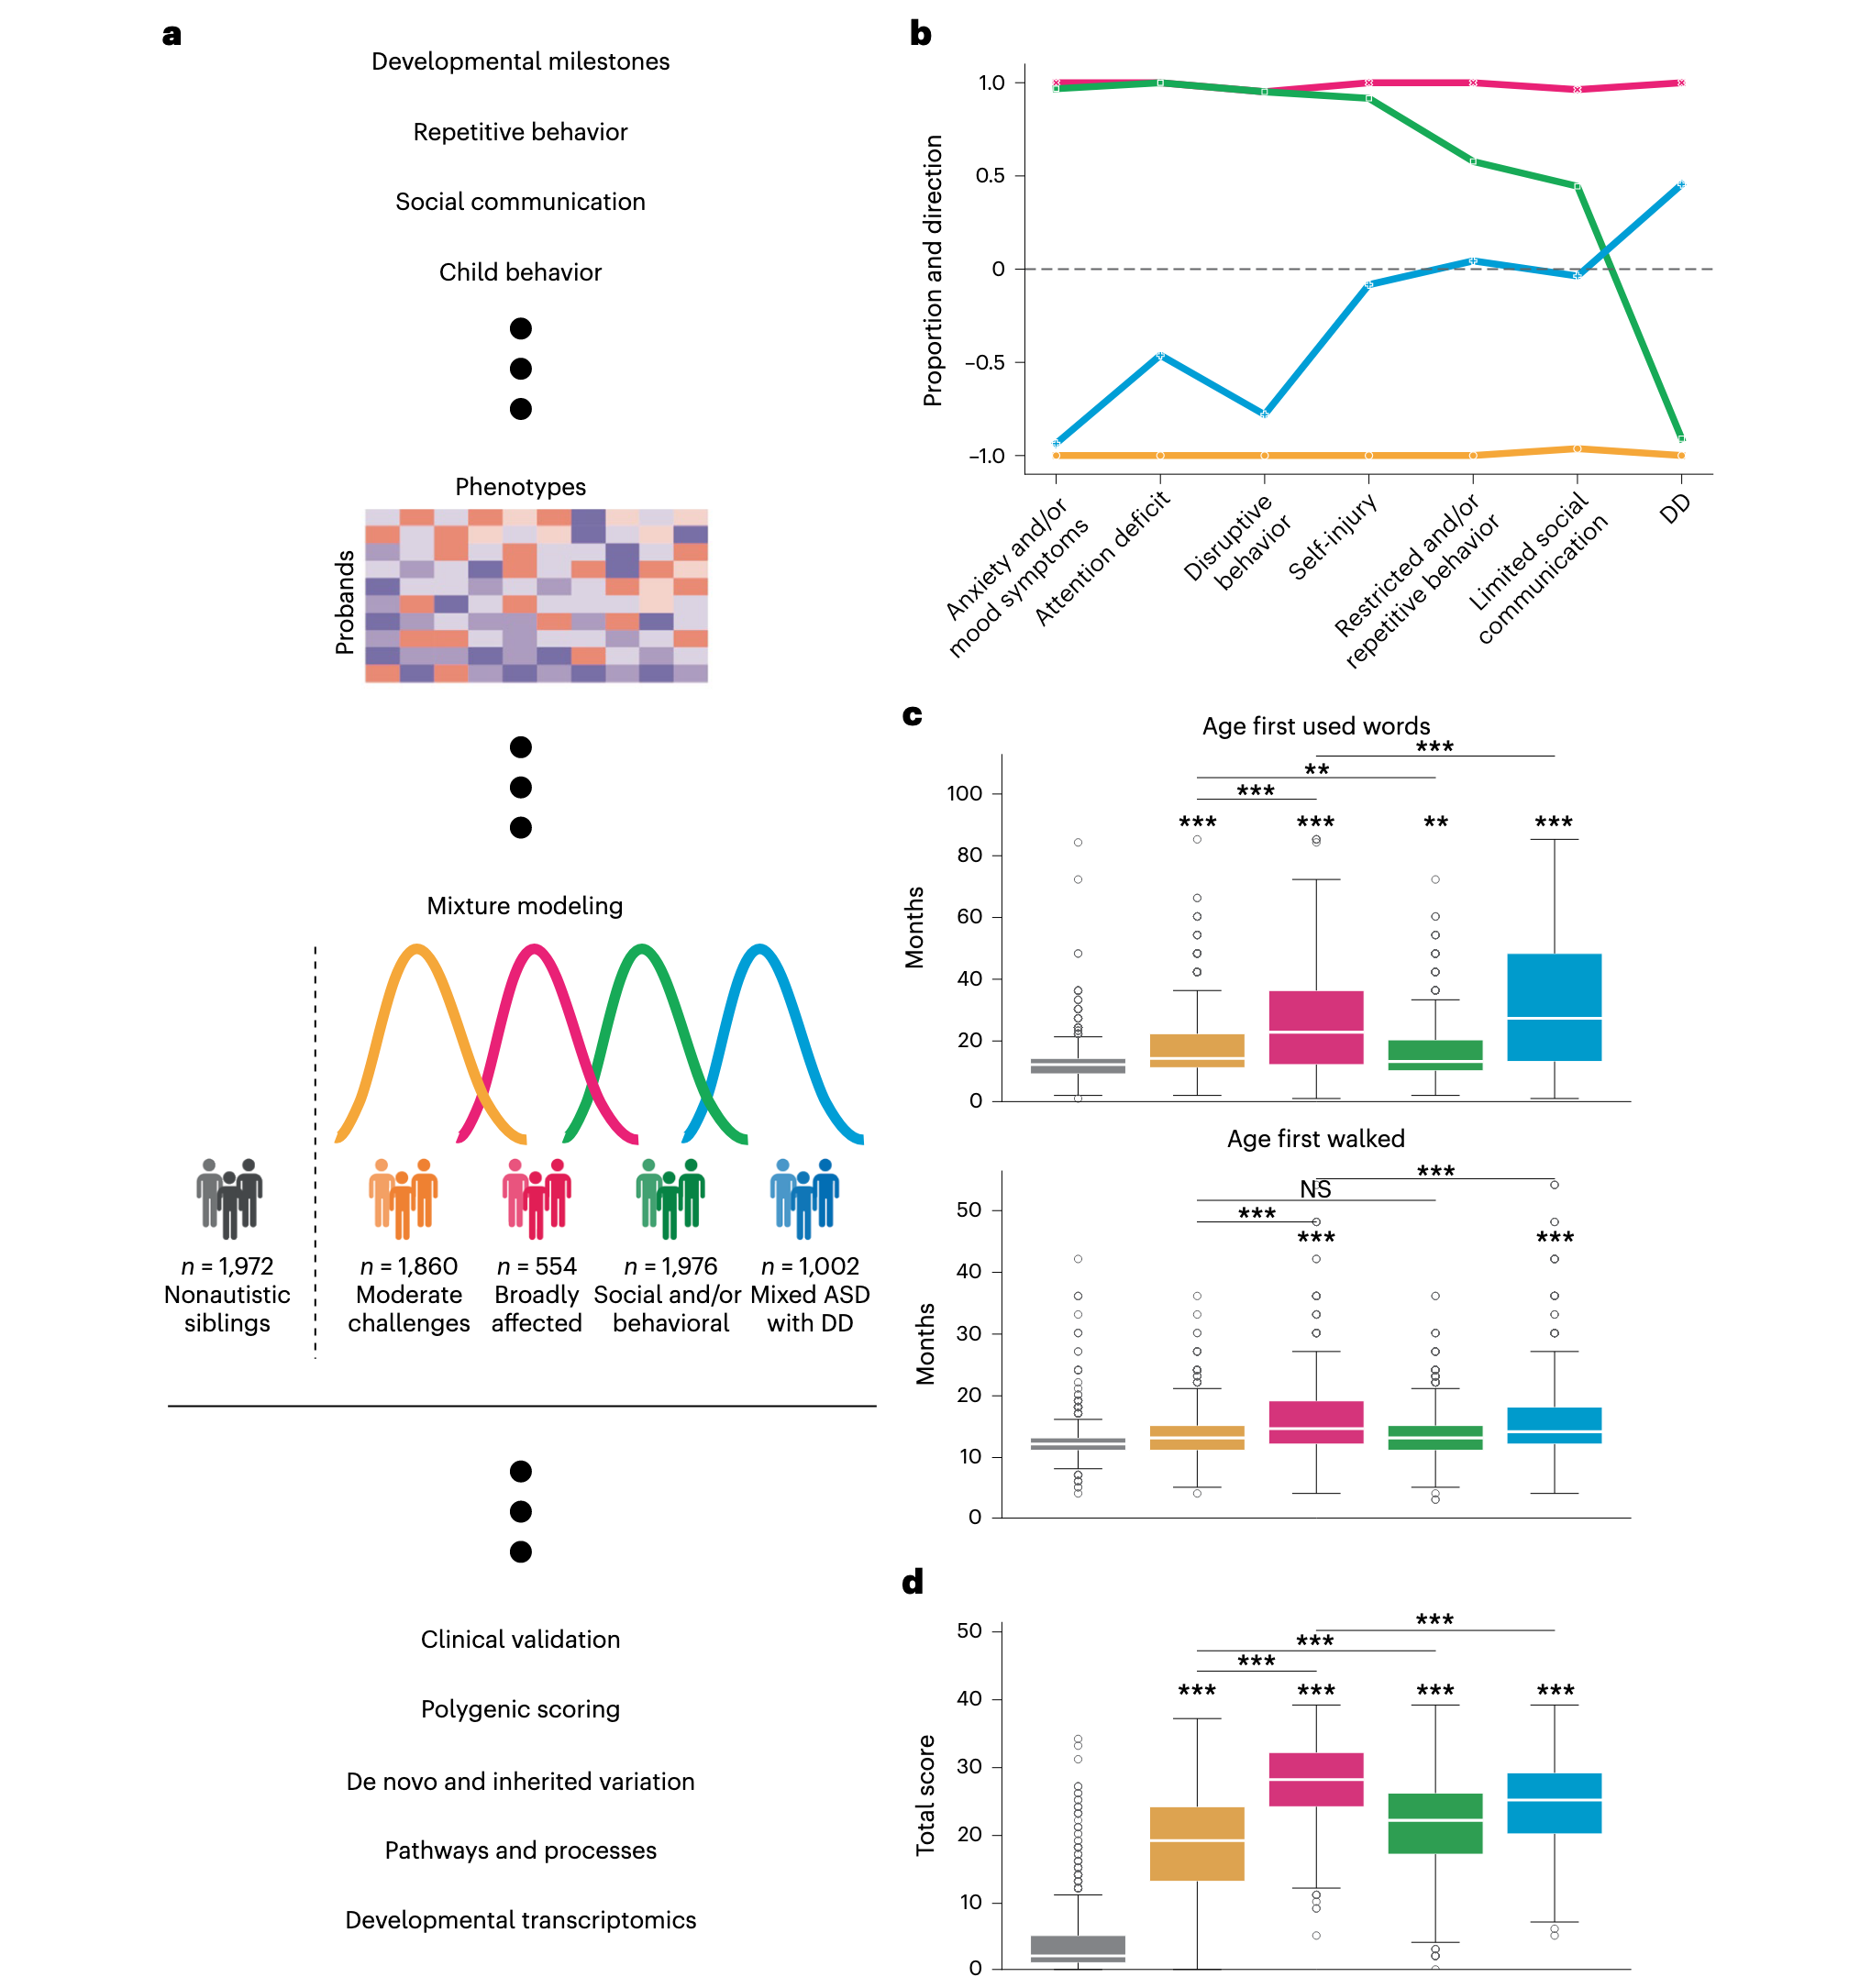 a
Developmental milestones
Repetitive behavior
Social communication
Child behavior
Phenotypes
Probands
Mixture modeling
n = 1,972
Nonautistic
siblings
n = 1,860
Moderate
challenges
n = 554
Broadly
affected
n = 1,976
Social and/or
behavioral
n = 1,002
Mixed ASD
with DD
Clinical validation
Polygenic scoring
De novo and inherited variation
Pathways and processes
Developmental transcriptomics
b
Proportion and direction
1.0
0.5
0
−0.5
−1.0
Anxiety and/or
mood symptoms
Attention deficit
Disruptive
behavior
Self-injury
Restricted and/or
repetitive behavior
Limited social
communication
DD
c
Age first used words
***
**
***
*** *** ** ***
Months
100
80
60
40
20
0
Age first walked
***
NS
***
*** ***
Months
50
40
30
20
10
0
d
***
***
***
*** *** *** ***
Total score
50
40
30
20
10
0